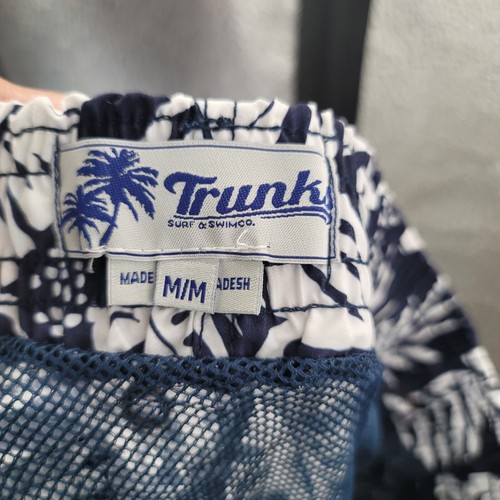 Trunks
SURF & SWIM CO.
MADE
M/M
ADESH